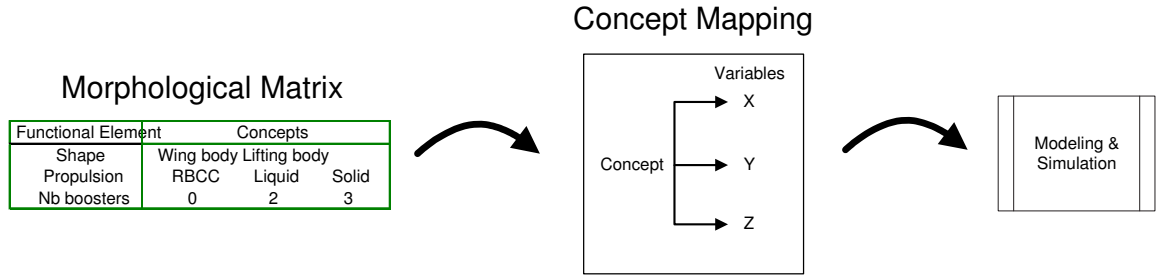 Concept Mapping
Morphological Matrix
Functional Element Concepts
Shape Wing body Lifting body
Propulsion RBCC Liquid Solid
Nb boosters 0 2 3
Variables
X
Concept Y
Z
Modeling &
Simulation